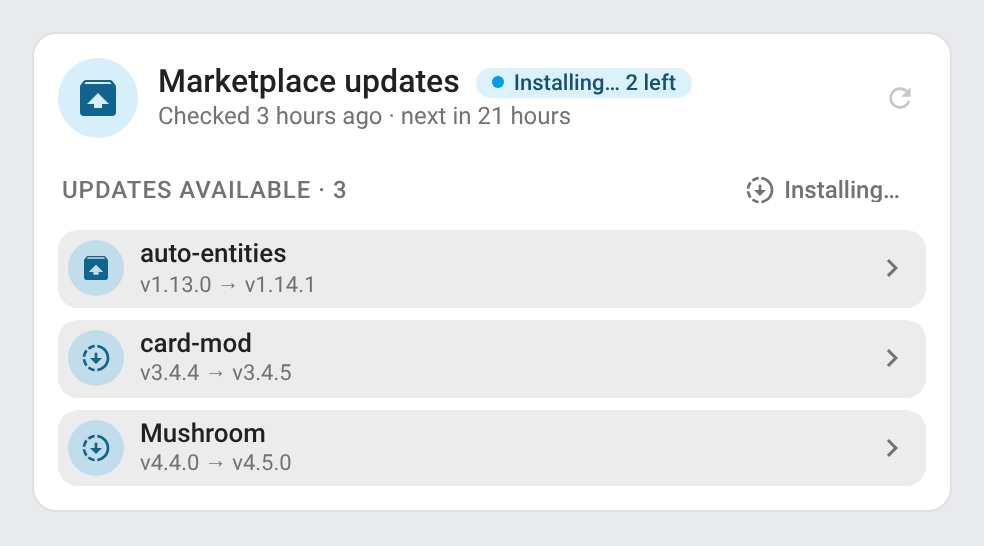 Marketplace updates
Installing… 2 left
Checked 3 hours ago · next in 21 hours
UPDATES AVAILABLE · 3
Installing…
auto-entities
v1.13.0 → v1.14.1
card-mod
v3.4.4 → v3.4.5
Mushroom
v4.4.0 → v4.5.0